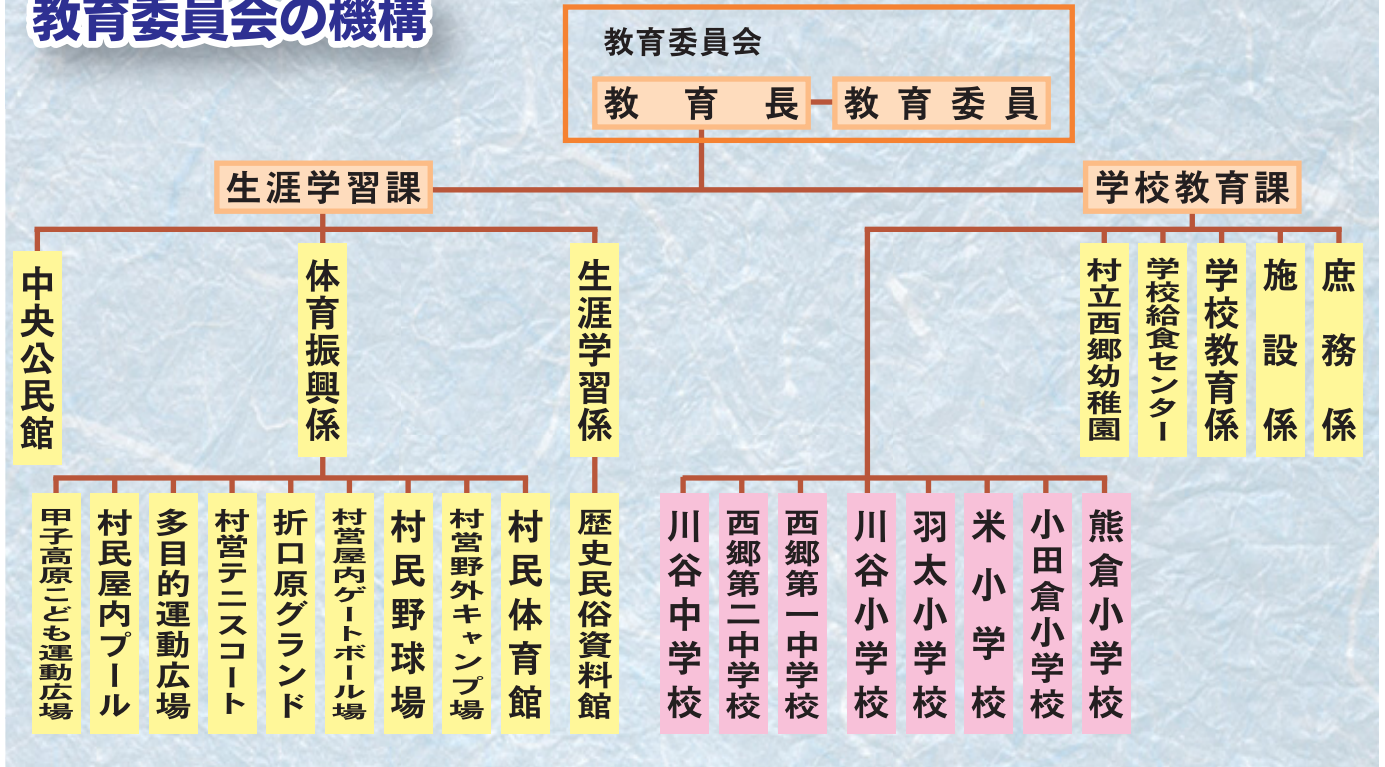 教育委員会の機構
教育委員会
教育長
教育委員
生涯学習課
学校教育課
庶務係
施設係
学校教育係
学校給食センター
村立西郷幼稚園
生涯学習係
体育振興係
中央公民館
熊倉小学校
小田倉小学校
米小学校
羽太小学校
川谷小学校
西郷第一中学校
西郷第二中学校
川谷中学校
歴史民俗資料館
村民体育館
村営野外キャンプ場
村民野球場
村営屋内ゲートボール場
折口原グランド
村営テニスコート
多目的運動広場
村民屋内プール
甲子高原こども運動広場